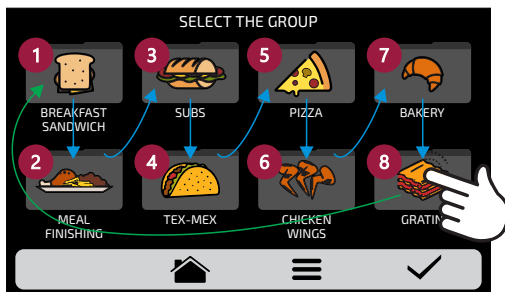 SELECT THE GROUP
1
3
5
7
BREAKFAST
SANDWICH
SUBS
PIZZA
BAKERY
2
4
6
8
MEAL
FINISHING
TEX-MEX
CHICKEN
WINGS
GRATIN